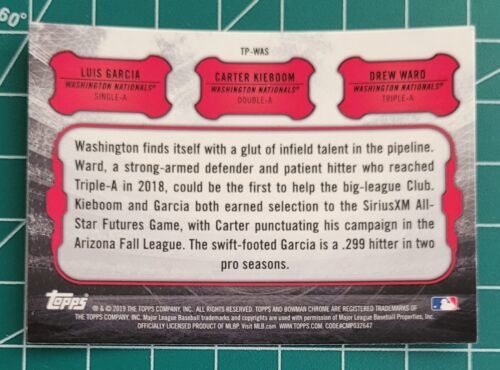 60°
TP-WAS
LUIS GARCIA
WASHINGTON NATIONALS®
SINGLE-A
CARTER KIEBOOM
WASHINGTON NATIONALS®
DOUBLE-A
DREW WARD
WASHINGTON NATIONALS®
TRIPLE-A
Washington finds itself with a glut of infield talent in the pipeline.
Ward, a strong-armed defender and patient hitter who reached
Triple-A in 2018, could be the first to help the big-league Club.
Kieboom and Garcia both earned selection to the SiriusXM All-
Star Futures Game, with Carter punctuating his campaign in the
Arizona Fall League. The swift-footed Garcia is a .299 hitter in two
pro seasons.
Topps
® & © 2019 THE TOPPS COMPANY, INC. ALL RIGHTS RESERVED. TOPPS AND BOWMAN CHROME ARE REGISTERED TRADEMARKS OF
THE TOPPS COMPANY, INC. Major League Baseball trademarks and copyrights are used with permission of Major League Baseball Properties, Inc.
OFFICIALLY LICENSED PRODUCT OF MLBP. Visit MLB.com WWW.TOPPS.COM. CODE#CMPG32647